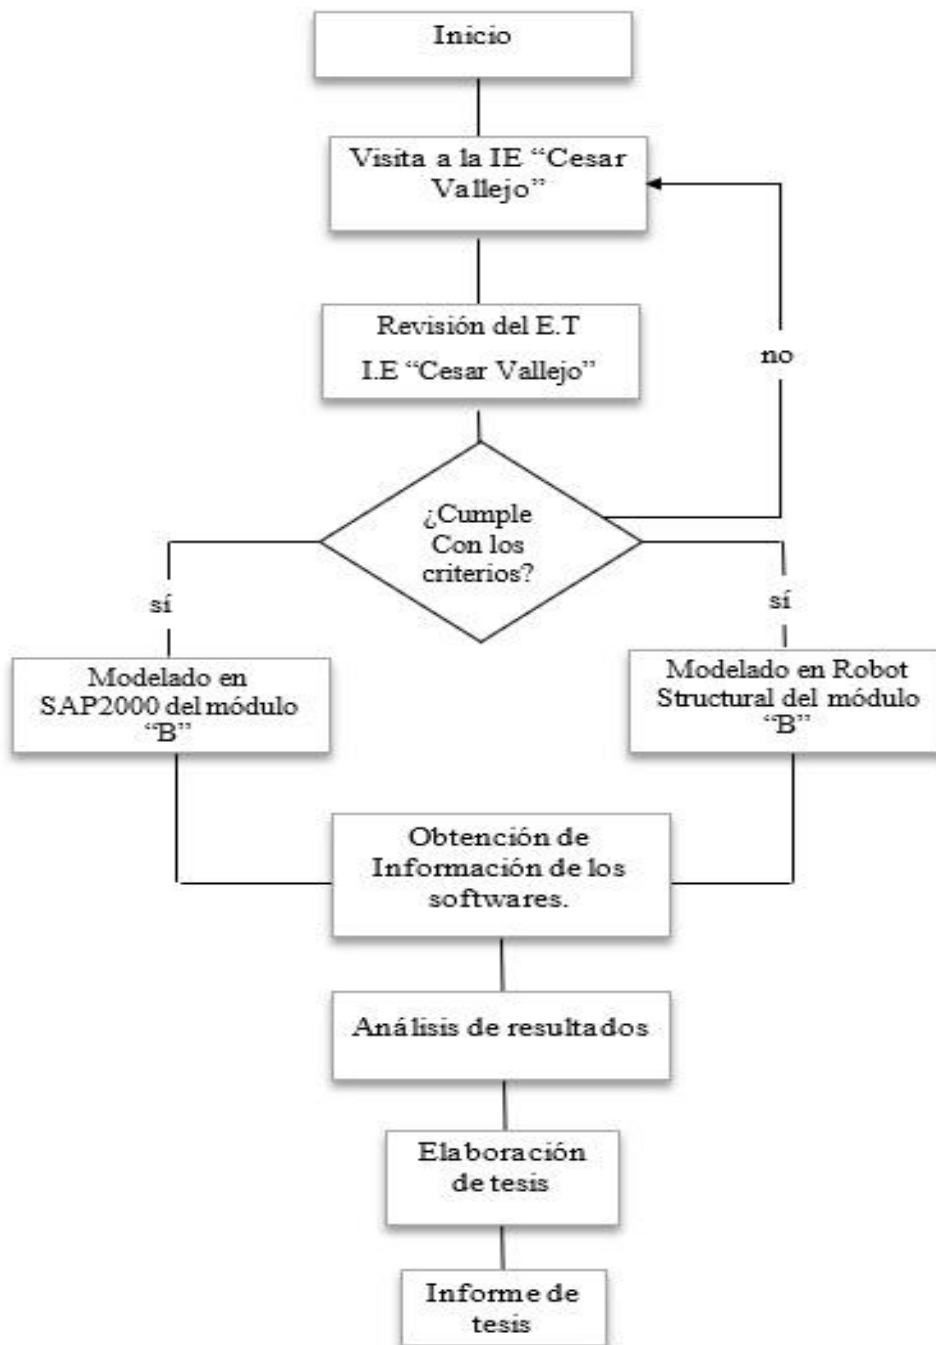 Inicio
Visita a la IE “Cesar
Vallejo”
Revisión del E.T
I.E “Cesar Vallejo”
no
¿Cumple
Con los
criterios?
sí
sí
Modelado en
SAP2000 del módulo
“B”
Modelado en Robot
Structural del módulo
“B”
Obtención de
Información de los
softwares.
Análisis de resultados
Elaboración
de tesis
Informe de
tesis